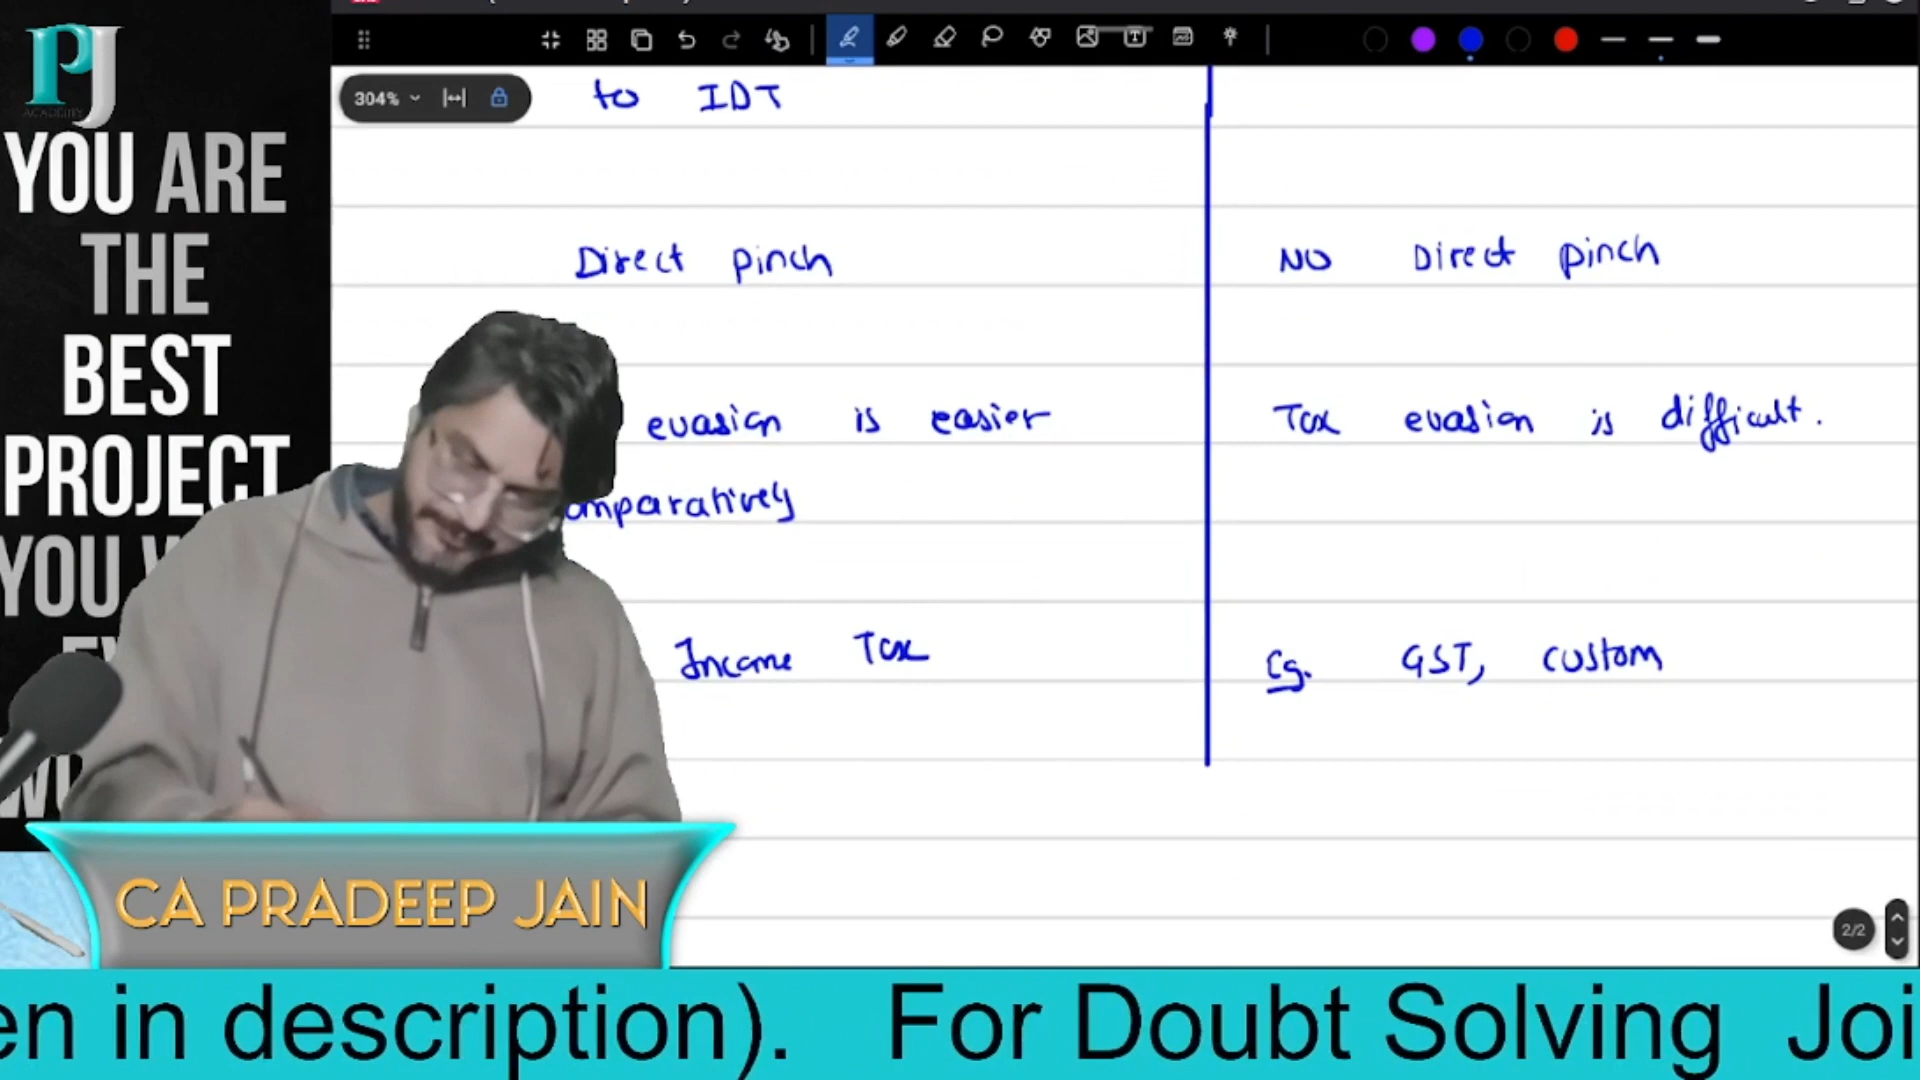 PJ
ACADEMY
YOU ARE
THE
BEST
PROJECT
YOU
304%
to IDT
Direct pinch
NO Direct pinch
evasion is easier
Tax evasion is difficult.
omparatively
Income Tax
Eg. GST, custom
CA PRADEEP JAIN
2/2
en in description). For Doubt Solving Joi